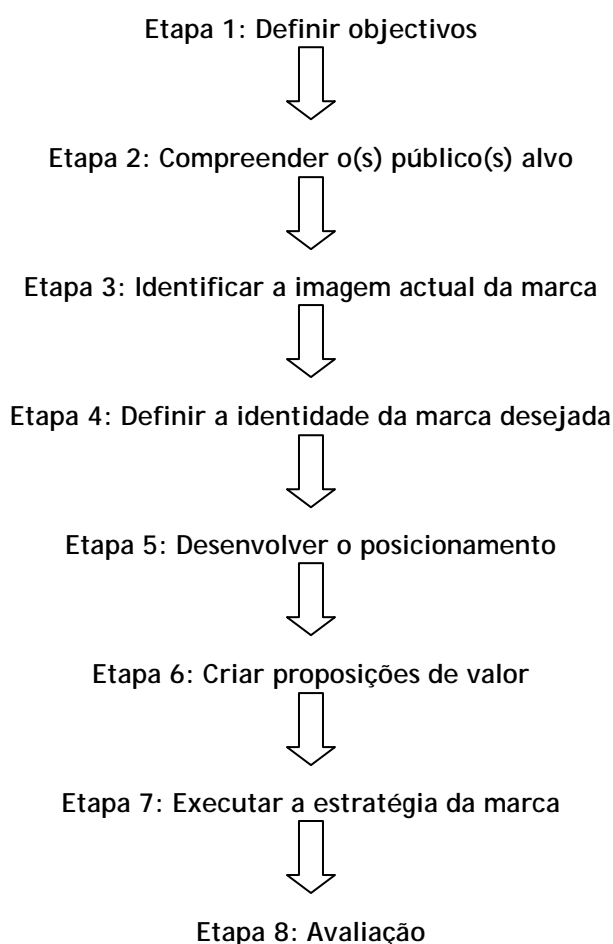 Etapa 1: Definir objectivos
Etapa 2: Compreender o(s) público(s) alvo
Etapa 3: Identificar a imagem actual da marca
Etapa 4: Definir a identidade da marca desejada
Etapa 5: Desenvolver o posicionamento
Etapa 6: Criar proposições de valor
Etapa 7: Executar a estratégia da marca
Etapa 8: Avaliação